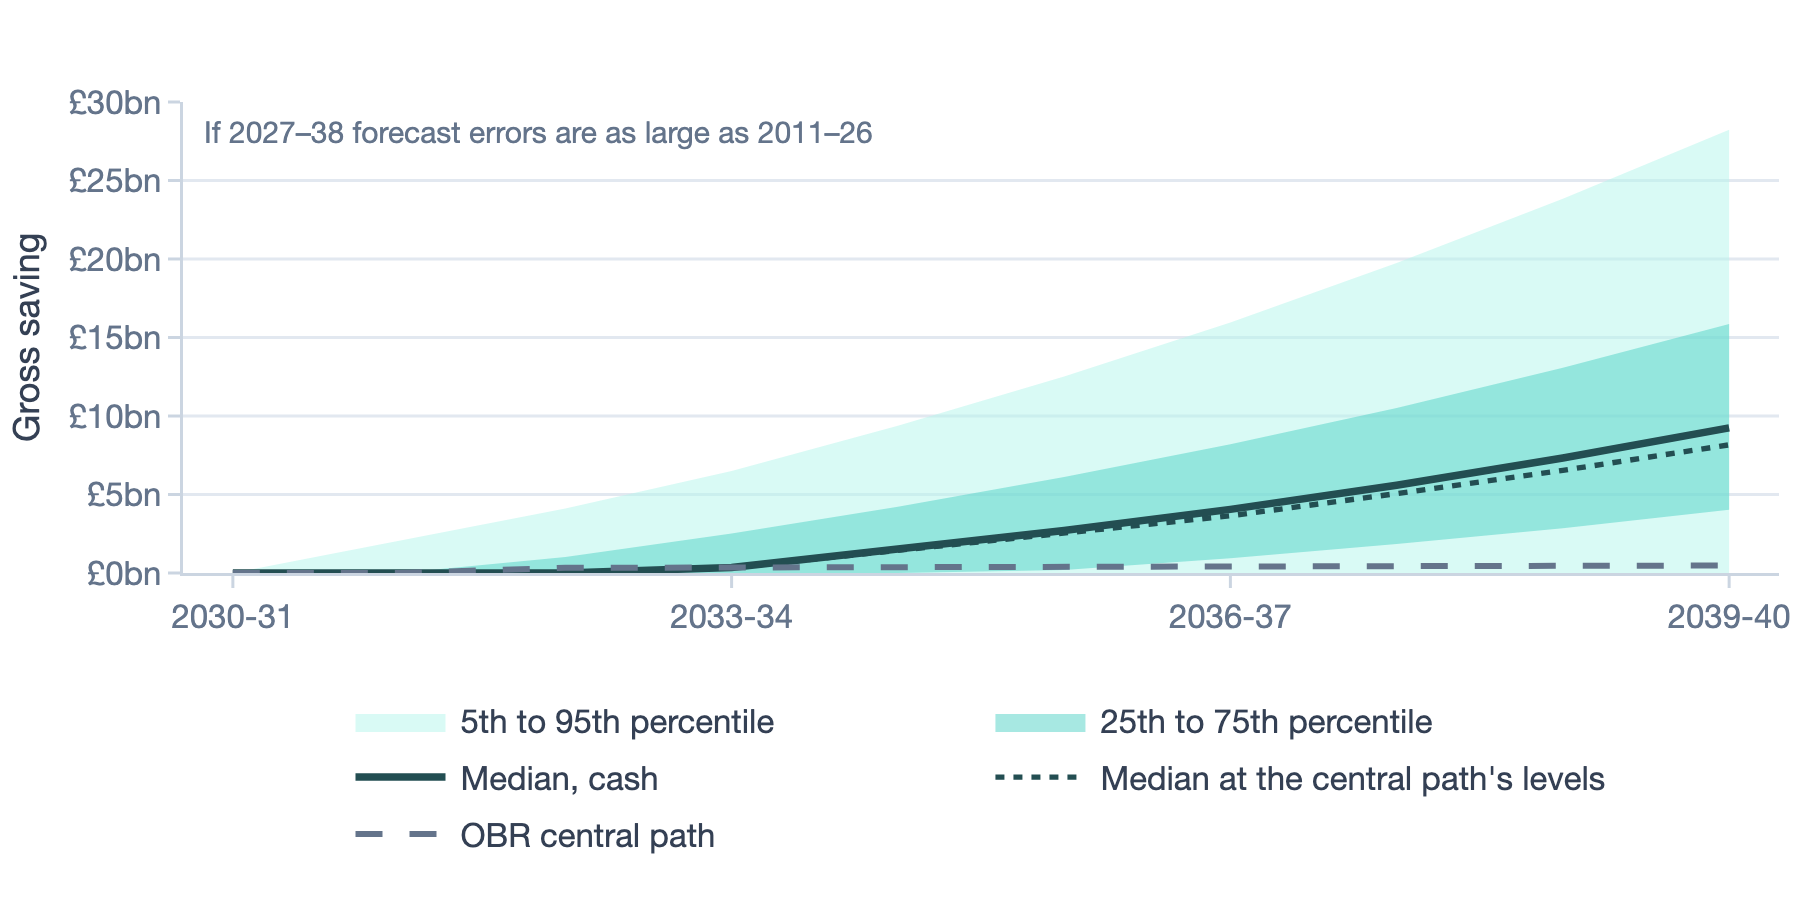 £30bn
If 2027–38 forecast errors are as large as 2011–26
£25bn
£20bn
£15bn
£10bn
£5bn
£0bn
Gross saving
2030-31 2033-34 2036-37 2039-40
5th to 95th percentile 25th to 75th percentile
Median, cash Median at the central path's levels
OBR central path